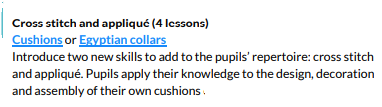 Cross stitch and appliqué (4 lessons)
Cushions or Egyptian collars
Introduce two new skills to add to the pupils' repertoire: cross stitch
and appliqué. Pupils apply their knowledge to the design, decoration
and assembly of their own cushions.